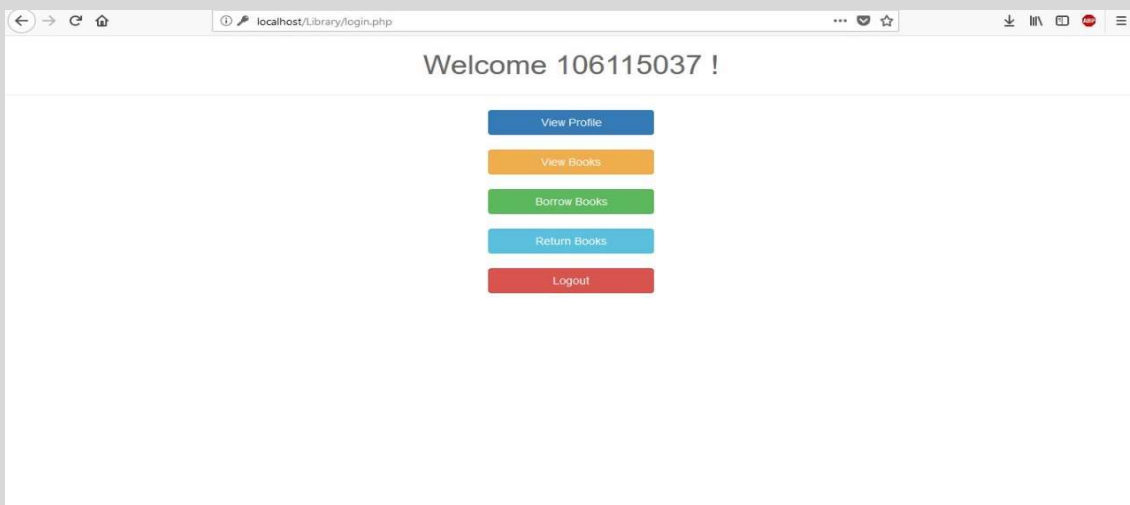 localhost/Library/login.php
Welcome 106115037 !
View Profile
View Books
Borrow Books
Return Books
Logout